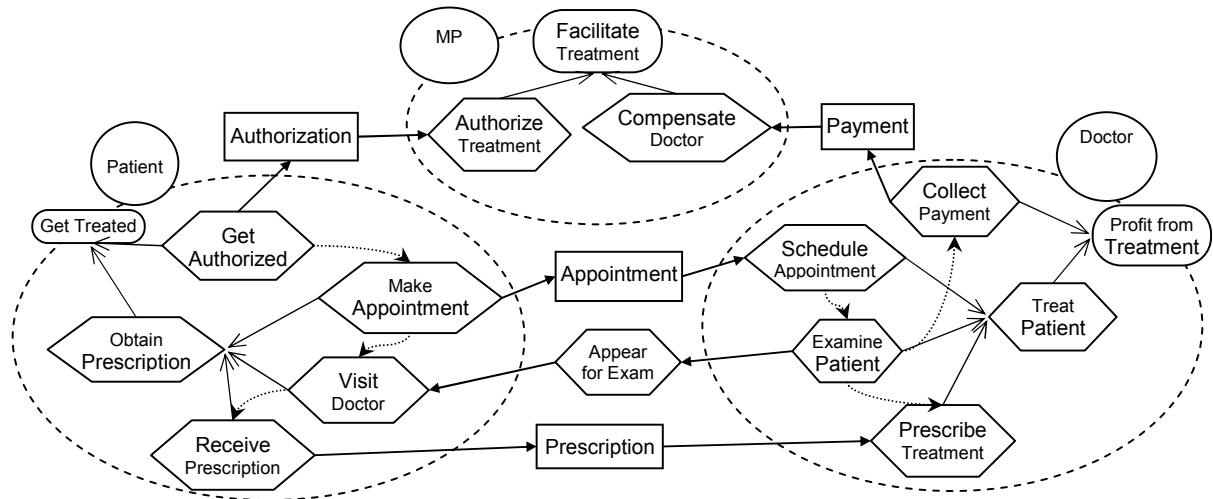 MP
Facilitate
Treatment
Authorization
Authorize
Treatment
Compensate
Doctor
Payment
Doctor
Patient
Get Treated
Get
Authorized
Collect
Payment
Profit from
Treatment
Make
Appointment
Appointment
Schedule
Appointment
Treat
Patient
Obtain
Prescription
Visit
Doctor
Appear
for Exam
Examine
Patient
Receive
Prescription
Prescription
Prescribe
Treatment